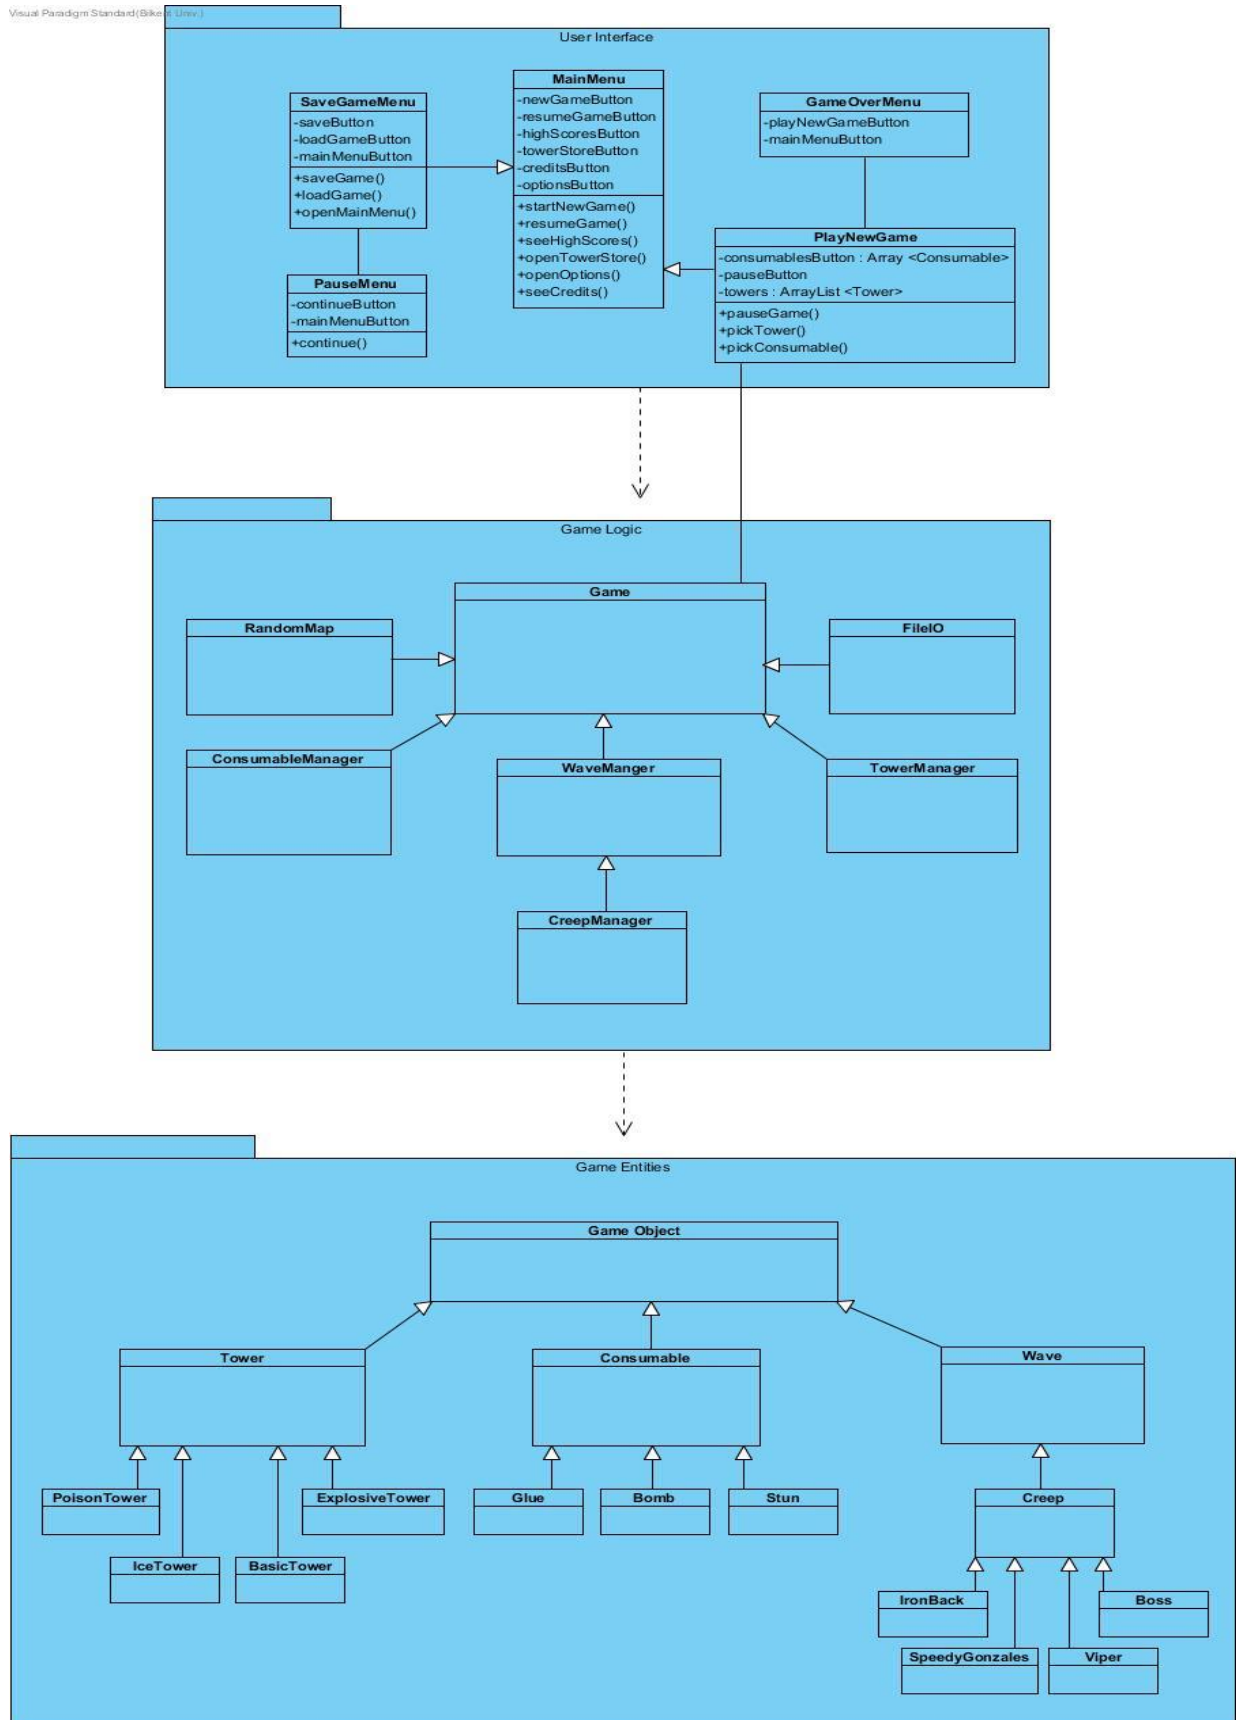 Visual Paradigm Standard(Bilkent Univ.)
User Interface
SaveGameMenu
-saveButton
-loadGameButton
-mainMenuButton
+saveGame()
+loadGame()
+openMainMenu()
MainMenu
-newGameButton
-resumeGameButton
-highScoresButton
-towerStoreButton
-creditsButton
-optionsButton
+startNewGame()
+resumeGame()
+seeHighScores()
+openTowerStore()
+openOptions()
+seeCredits()
GameOverMenu
-playNewGameButton
-mainMenuButton
PauseMenu
-continueButton
-mainMenuButton
+continue()
PlayNewGame
-consumablesButton : Array <Consumable>
-pauseButton
-towers : ArrayList <Tower>
+pauseGame()
+pickTower()
+pickConsumable()
Game Logic
Game
RandomMap
FileIO
ConsumableManager
WaveManger
TowerManager
CreepManager
Game Entities
Game Object
Tower
Consumable
Wave
PoisonTower
ExplosiveTower
Glue
Bomb
Stun
Creep
IceTower
BasicTower
IronBack
Boss
SpeedyGonzales
Viper